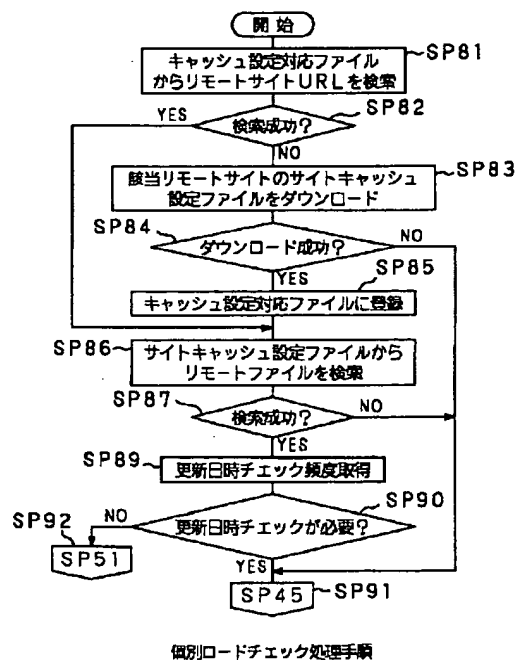 開始
キャッシュ設定対応ファイル
からリモートサイトURLを検索
SP81
SP82
YES
検索成功?
NO
SP83
該当リモートサイトのサイトキャッシュ
設定ファイルをダウンロード
SP84
ダウンロード成功?
NO
YES
SP85
キャッシュ設定対応ファイルに登録
SP86
サイトキャッシュ設定ファイルから
リモートファイルを検索
SP87
検索成功?
NO
YES
SP89
更新日時チェック頻度取得
SP90
SP92
NO
更新日時チェックが必要?
SP51
YES
SP45
SP91
個別ロードチェック処理手順